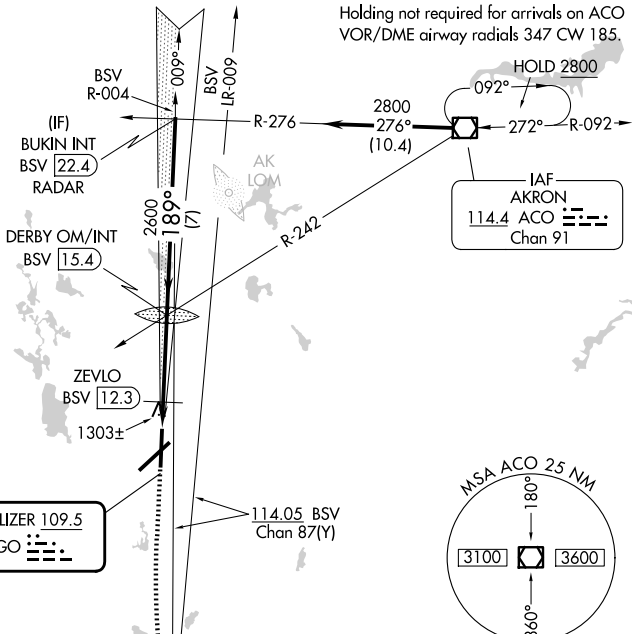 Holding not required for arrivals on ACO
VOR/DME airway radials 347 CW 185.
HOLD 2800
092°
272°
R-092
2800
276°
(10.4)
R-276
BSV
R-004
009°
BSV
LR-009
(IF)
BUKIN INT
BSV 22.4
RADAR
AK
LOM
IAF
AKRON
114.4 ACO
Chan 91
2600
189°
(7)
R-242
DERBY OM/INT
BSV 15.4
ZEVLO
BSV 12.3
1303±
LIZER 109.5
GO
114.05 BSV
Chan 87(Y)
MSA ACO 25 NM
180°
3100
3600
360°